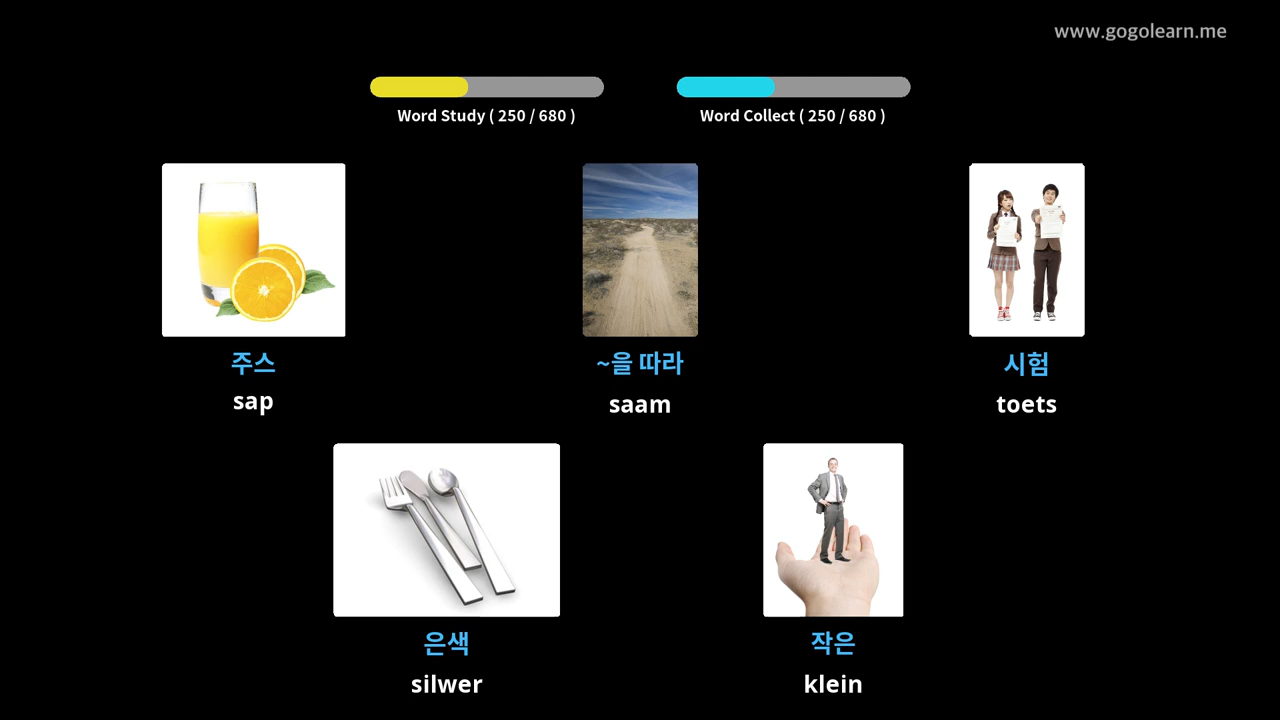 www.gogolearn.me
Word Study ( 250 / 680 )
Word Collect ( 250 / 680 )
주스
sap
~을 따라
saam
시험
toets
은색
silwer
작은
klein